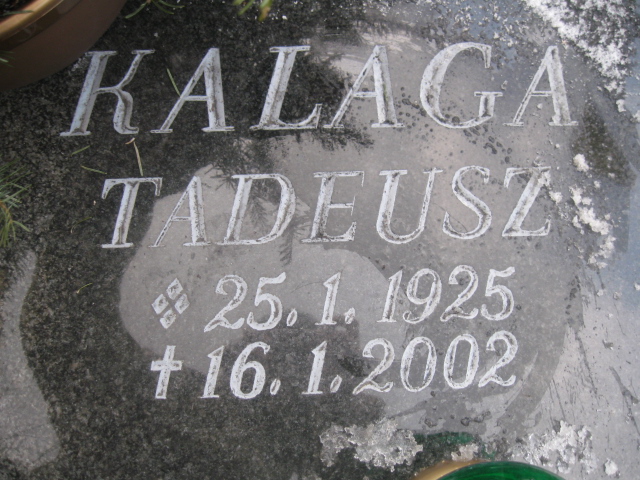 KALAGA
TADEUSZ
❖ 25. 1. 1925
✝ 16. 1. 2002